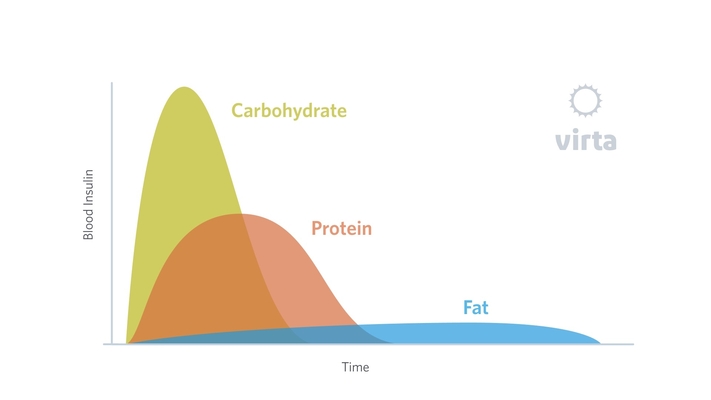 Carbohydrate
virta
Blood Insulin
Protein
Fat
Time